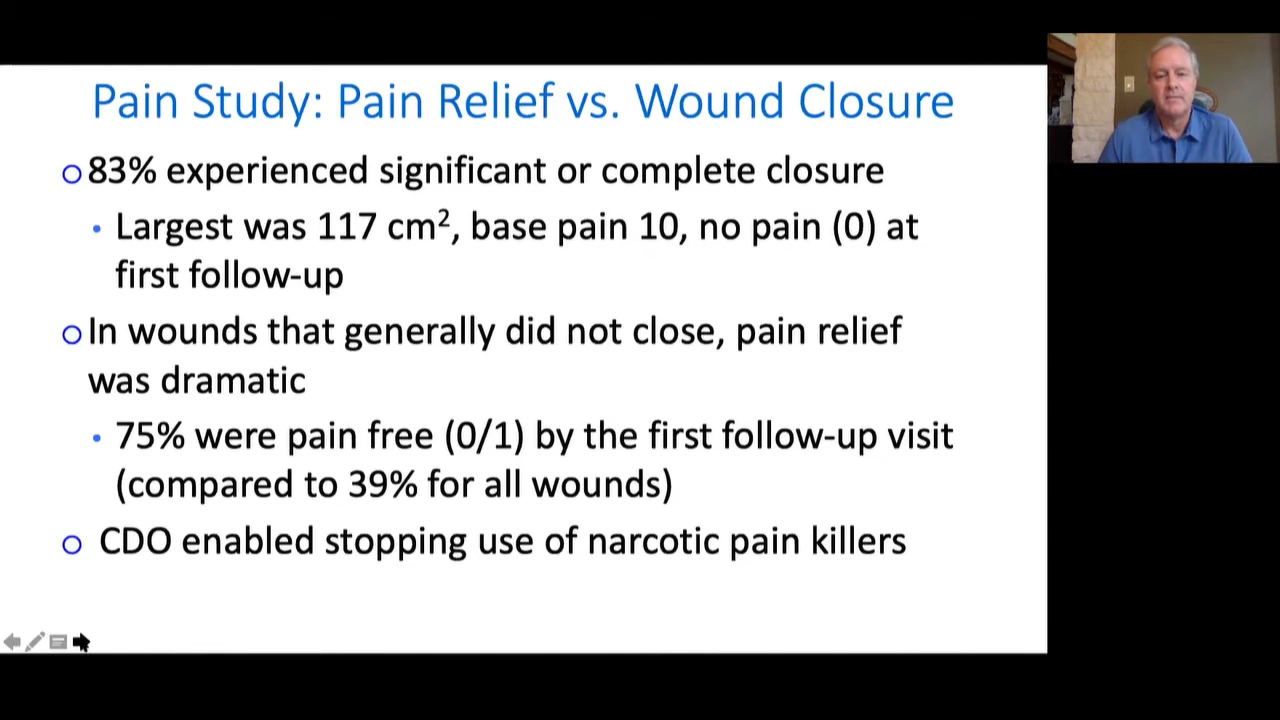 Pain Study: Pain Relief vs. Wound Closure
83% experienced significant or complete closure
Largest was 117 cm², base pain 10, no pain (0) at
first follow-up
In wounds that generally did not close, pain relief
was dramatic
75% were pain free (0/1) by the first follow-up visit
(compared to 39% for all wounds)
CDO enabled stopping use of narcotic pain killers